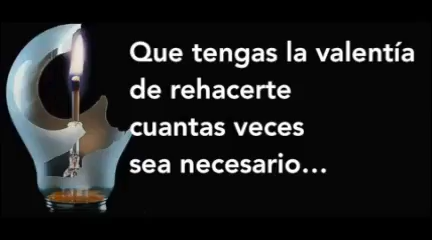 Que tengas la valentía
de rehacerte
cuantas veces
sea necesario...